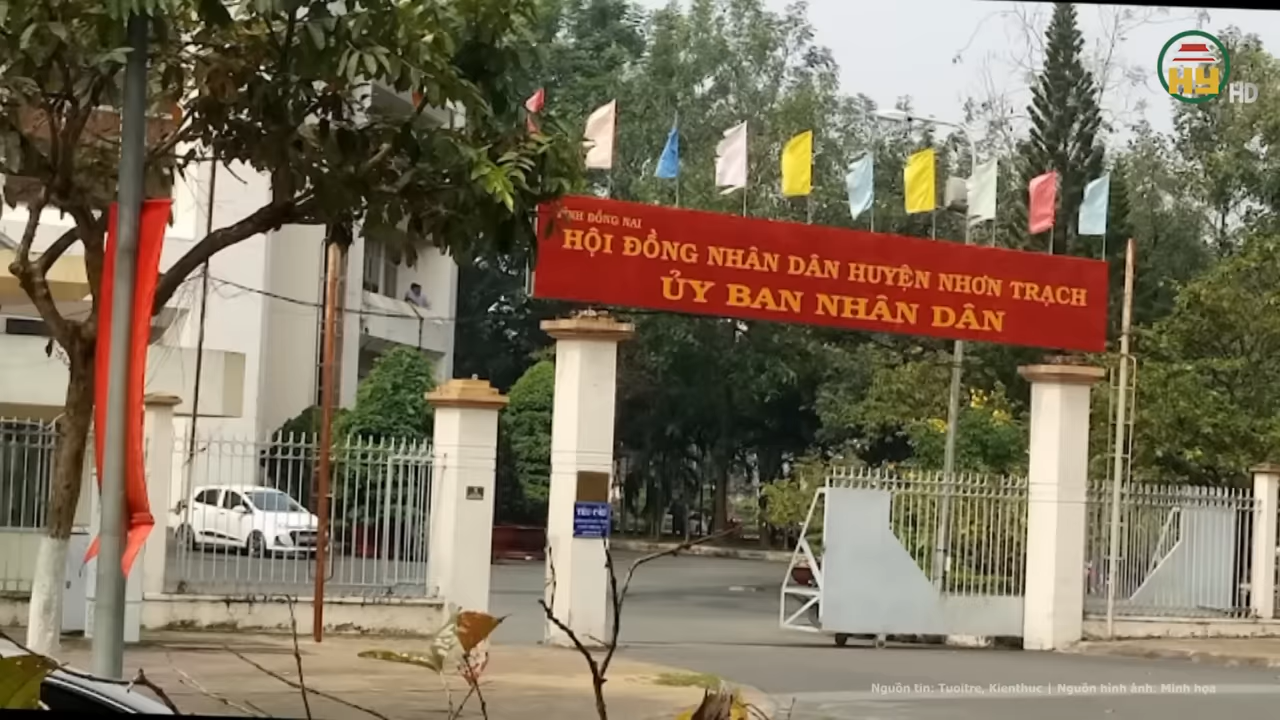 HY HD
TỈNH ĐỒNG NAI
HỘI ĐỒNG NHÂN DÂN HUYỆN NHƠN TRẠCH
ỦY BAN NHÂN DÂN
Nguồn tin: Tuoitre, Kienthuc | Nguồn hình ảnh: Minh họa